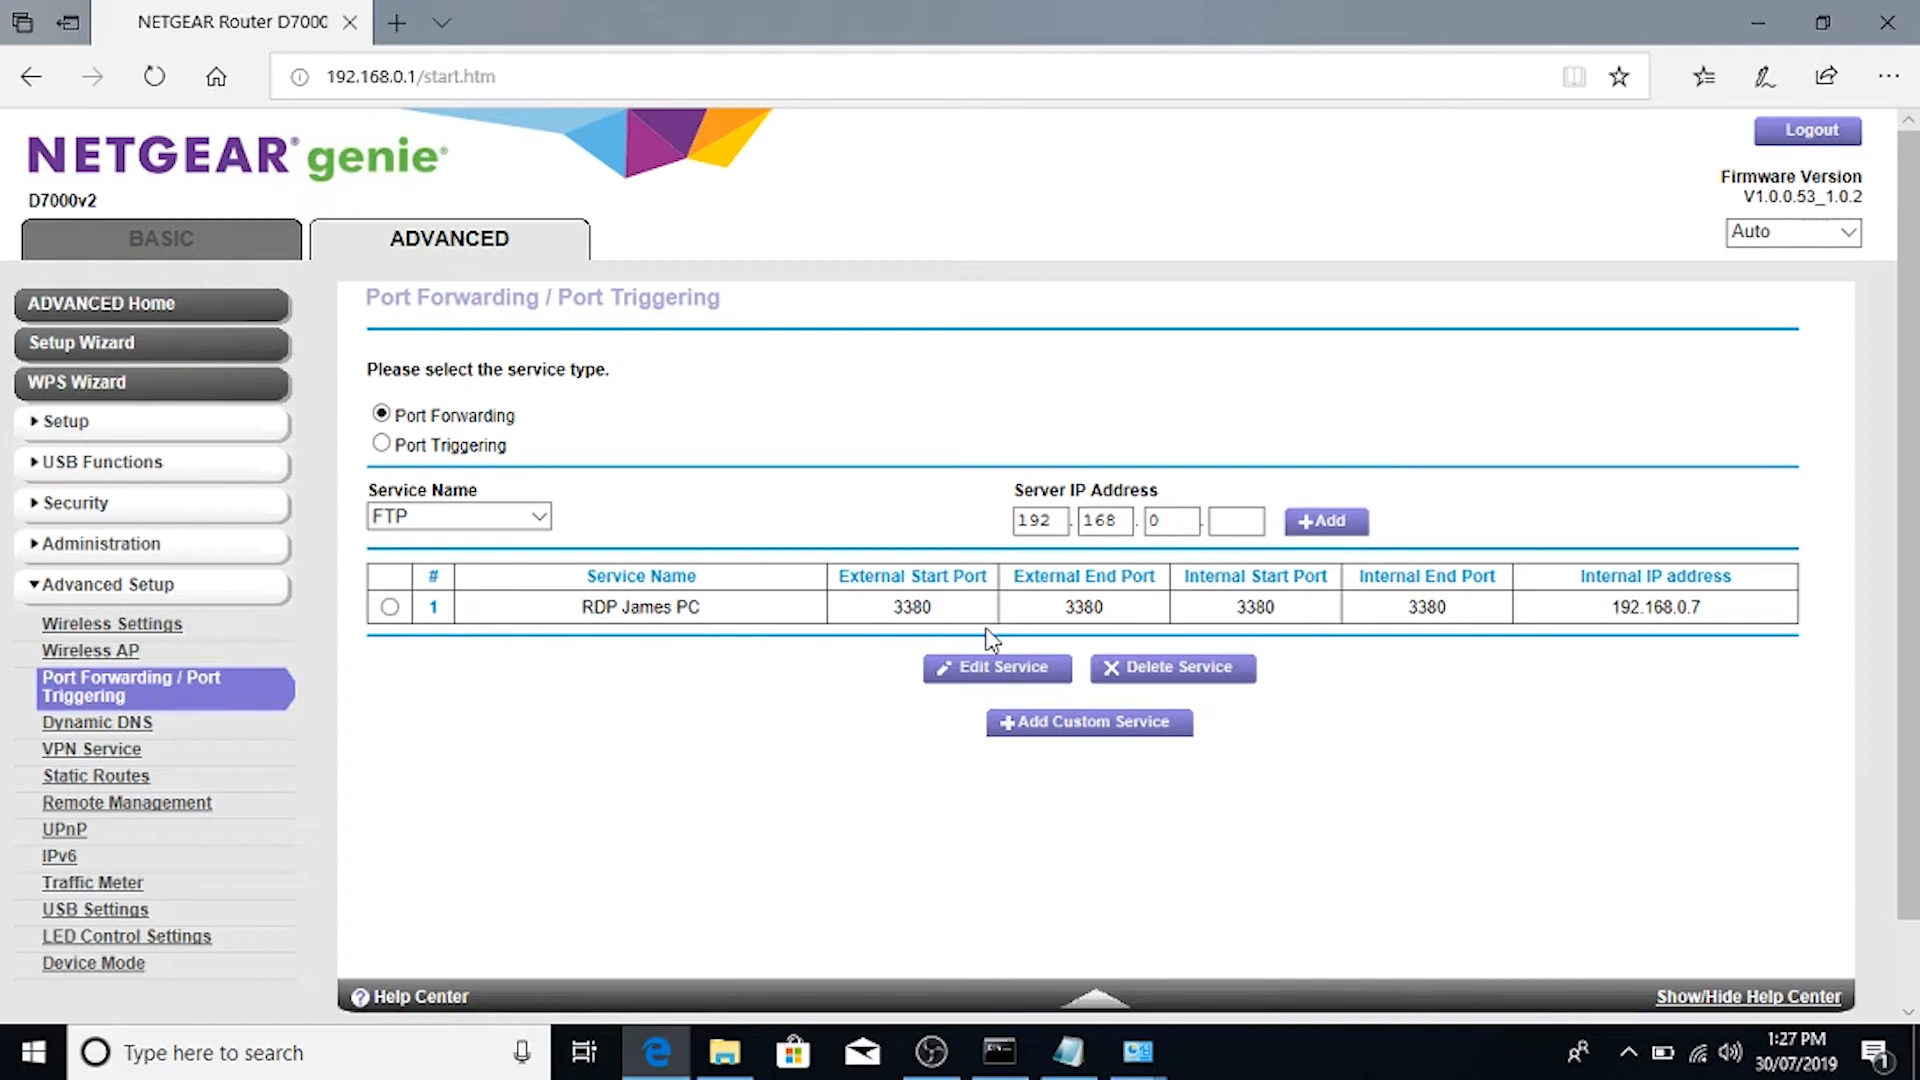 NETGEAR Router D7000
192.168.0.1/start.htm
NETGEAR® genie®
Logout
Firmware Version
V1.0.0.53_1.0.2
D7000v2
Auto
BASIC
ADVANCED
ADVANCED Home
Setup Wizard
WPS Wizard
Setup
USB Functions
Security
Administration
Advanced Setup
Wireless Settings
Wireless AP
Port Forwarding / Port
Triggering
Dynamic DNS
VPN Service
Static Routes
Remote Management
UPnP
IPv6
Traffic Meter
USB Settings
LED Control Settings
Device Mode
Port Forwarding / Port Triggering
Please select the service type.
Port Forwarding
Port Triggering
Service Name
FTP
Server IP Address
192 . 168 . 0 .
+Add
# Service Name External Start Port External End Port Internal Start Port Internal End Port Internal IP address
1 RDP James PC 3380 3380 3380 3380 192.168.0.7
Edit Service
Delete Service
+Add Custom Service
? Help Center
Show/Hide Help Center
Type here to search
1:27 PM
30/07/2019
1